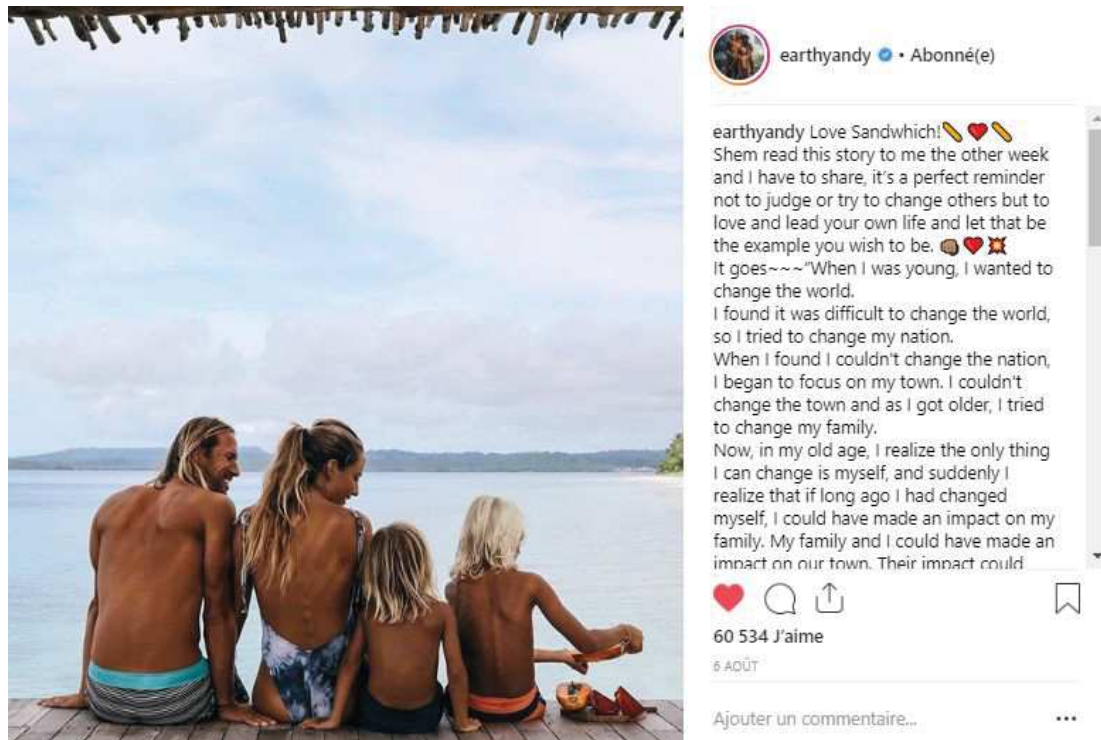 earthyandy • Abonné(e)
earthyandy Love Sandwhich!🥖❤️🥖
Shem read this story to me the other week
and I have to share, it's a perfect reminder
not to judge or try to change others but to
love and lead your own life and let that be
the example you wish to be. 👊🏾❤️💥
It goes~~~"When I was young, I wanted to
change the world.
I found it was difficult to change the world,
so I tried to change my nation.
When I found I couldn't change the nation,
I began to focus on my town. I couldn't
change the town and as I got older, I tried
to change my family.
Now, in my old age, I realize the only thing
I can change is myself, and suddenly I
realize that if long ago I had changed
myself, I could have made an impact on my
family. My family and I could have made an
impact on our town. Their impact could
60 534 J'aime
6 AOÛT
Ajouter un commentaire...